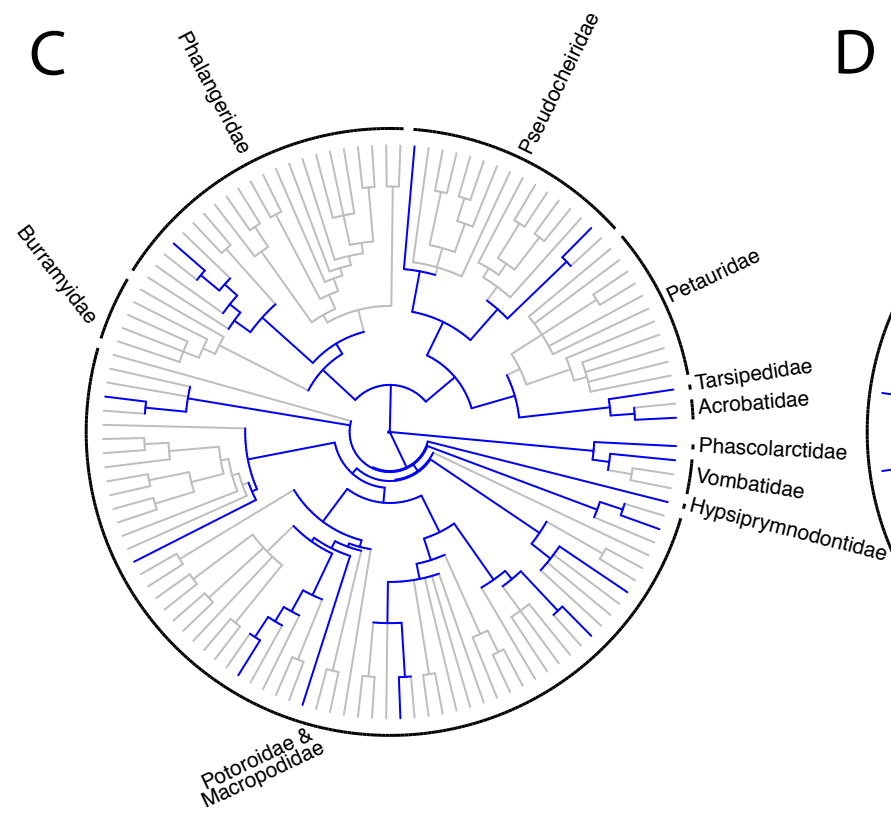 C
D
Phalangeridae
Pseudocheiridae
Burramyidae
Petauridae
Tarsipedidae
Acrobatidae
Phascolarctidae
Vombatidae
Hypsiprymnodontidae
Potoroidae &
Macropodidae